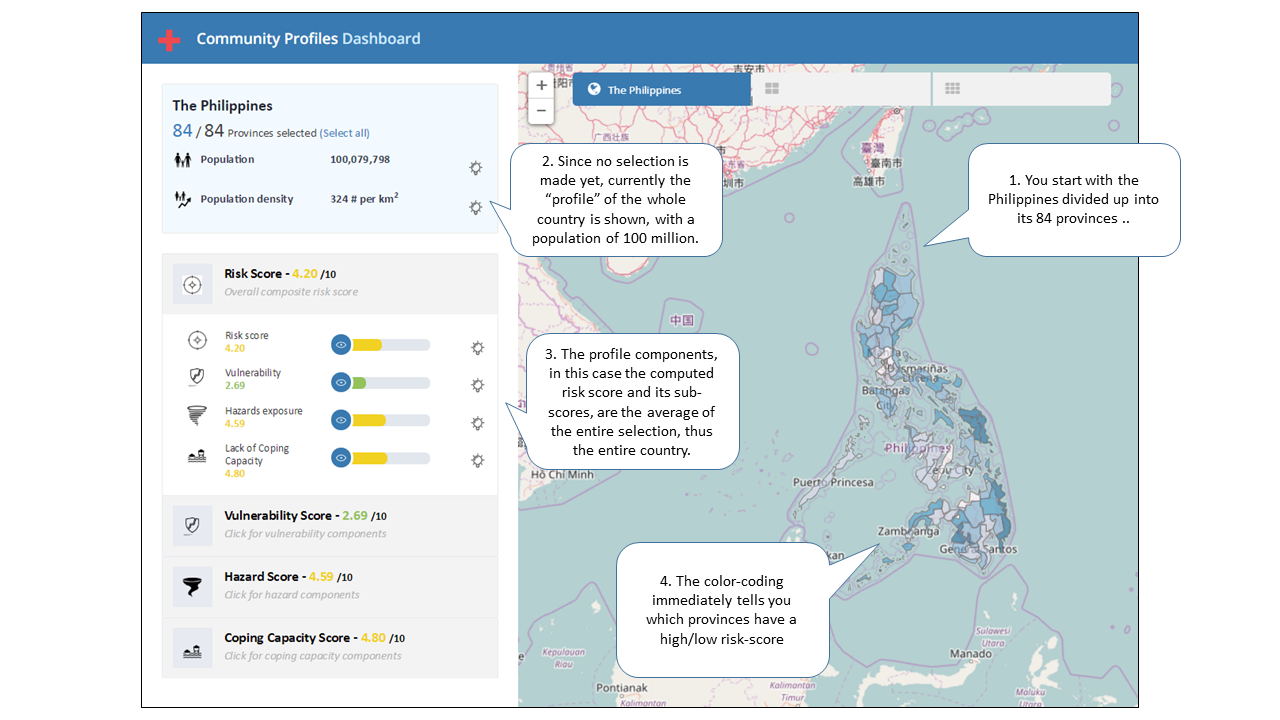 Community Profiles Dashboard
The Philippines
84 / 84 Provinces selected (Select all)
Population 100,079,798
Population density 324 # per km²
Risk Score - 4.20 /10
Overall composite risk score
Risk score
4.20
Vulnerability
2.69
Hazards exposure
4.59
Lack of Coping
Capacity
4.80
Vulnerability Score - 2.69 /10
Click for vulnerability components
Hazard Score - 4.59 /10
Click for hazard components
Coping Capacity Score - 4.80 /10
Click for coping capacity components
+
−
The Philippines
吉安市
广西壮族
臺灣
臺南市
高雄市
中国
1. You start with the
Philippines divided up into
its 84 provinces ..
2. Since no selection is
made yet, currently the
“profile” of the whole
country is shown, with a
population of 100 million.
3. The profile components,
in this case the computed
risk score and its sub-
scores, are the average of
the entire selection, thus
the entire country.
4. The color-coding
immediately tells you
which provinces have a
high/low risk-score
Dasmariñas
Lucena
Batangas
City
Philippines
Cebu City
Puerto Princesa
Hồ Chí Minh
Zamboanga
General Santos
Sulawesi
Utara
Manado
Kepulauan
Riau
Pontianak
Kalimantan
Kalimantan
Timur
Maluku
Utara